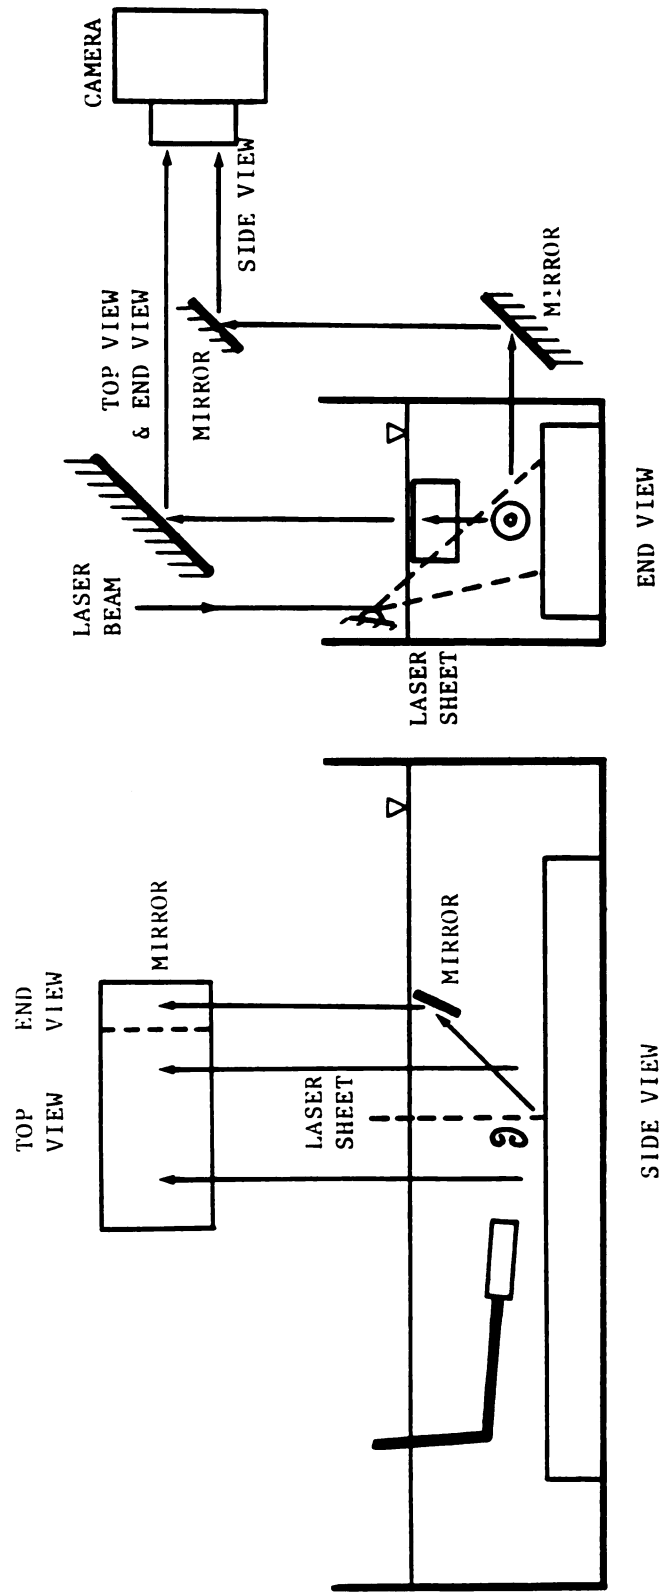 CAMERA
SIDE VIEW
TOP VIEW
& END VIEW
MIRROR
MIRROR
LASER
BEAM
LASER
SHEET
END VIEW
TOP
VIEW
END
VIEW
MIRROR
LASER
SHEET
MIRROR
SIDE VIEW